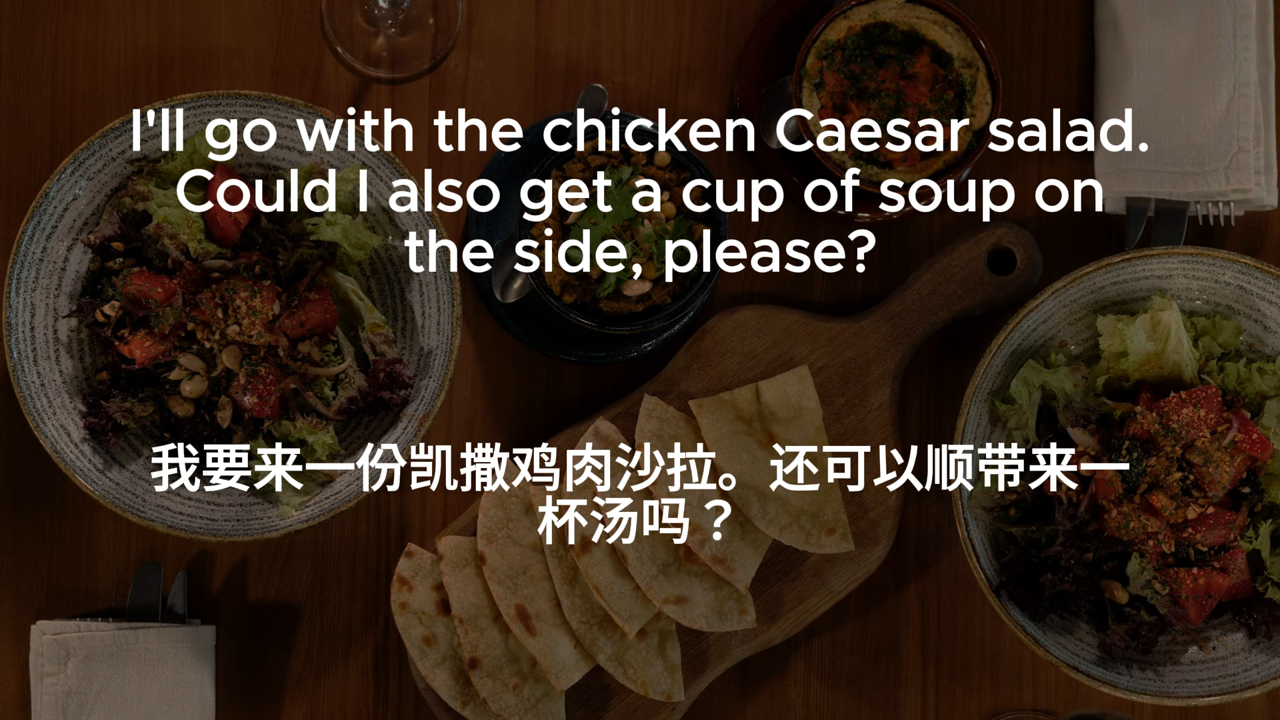 I'll go with the chicken Caesar salad.
Could I also get a cup of soup on
the side, please?
我要来一份凯撒鸡肉沙拉。还可以顺带来一
杯汤吗？